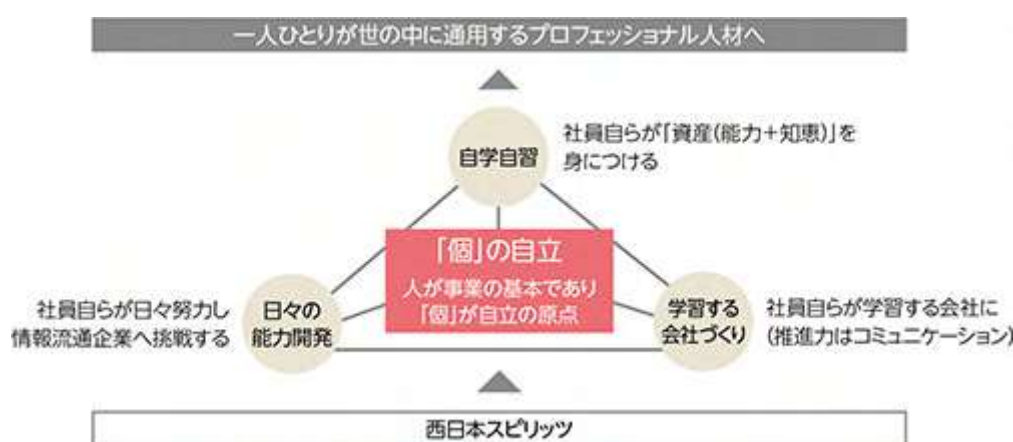 一人ひとりが世の中に通用するプロフェッショナル人材へ
自学自習
社員自らが「資産(能力+知恵)」を
身につける
「個」の自立
人が事業の基本であり
「個」が自立の原点
社員自らが日々努力し
情報流通企業へ挑戦する
日々の
能力開発
学習する
会社づくり
社員自らが学習する会社に
(推進力はコミュニケーション)
西日本スピリッツ